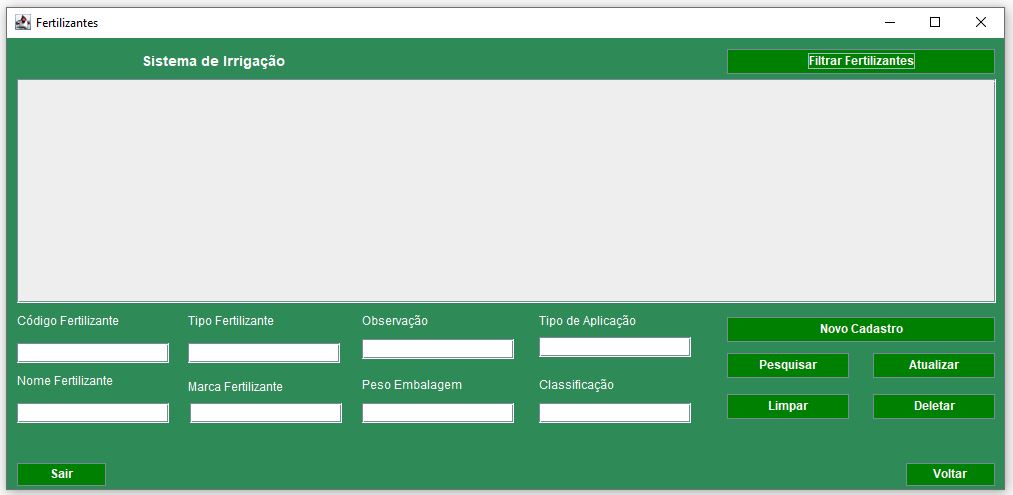 Fertilizantes
Sistema de Irrigação
Filtrar Fertilizantes
Código Fertilizante
Tipo Fertilizante
Observação
Tipo de Aplicação
Novo Cadastro
Pesquisar
Atualizar
Nome Fertilizante
Marca Fertilizante
Peso Embalagem
Classificação
Limpar
Deletar
Sair
Voltar